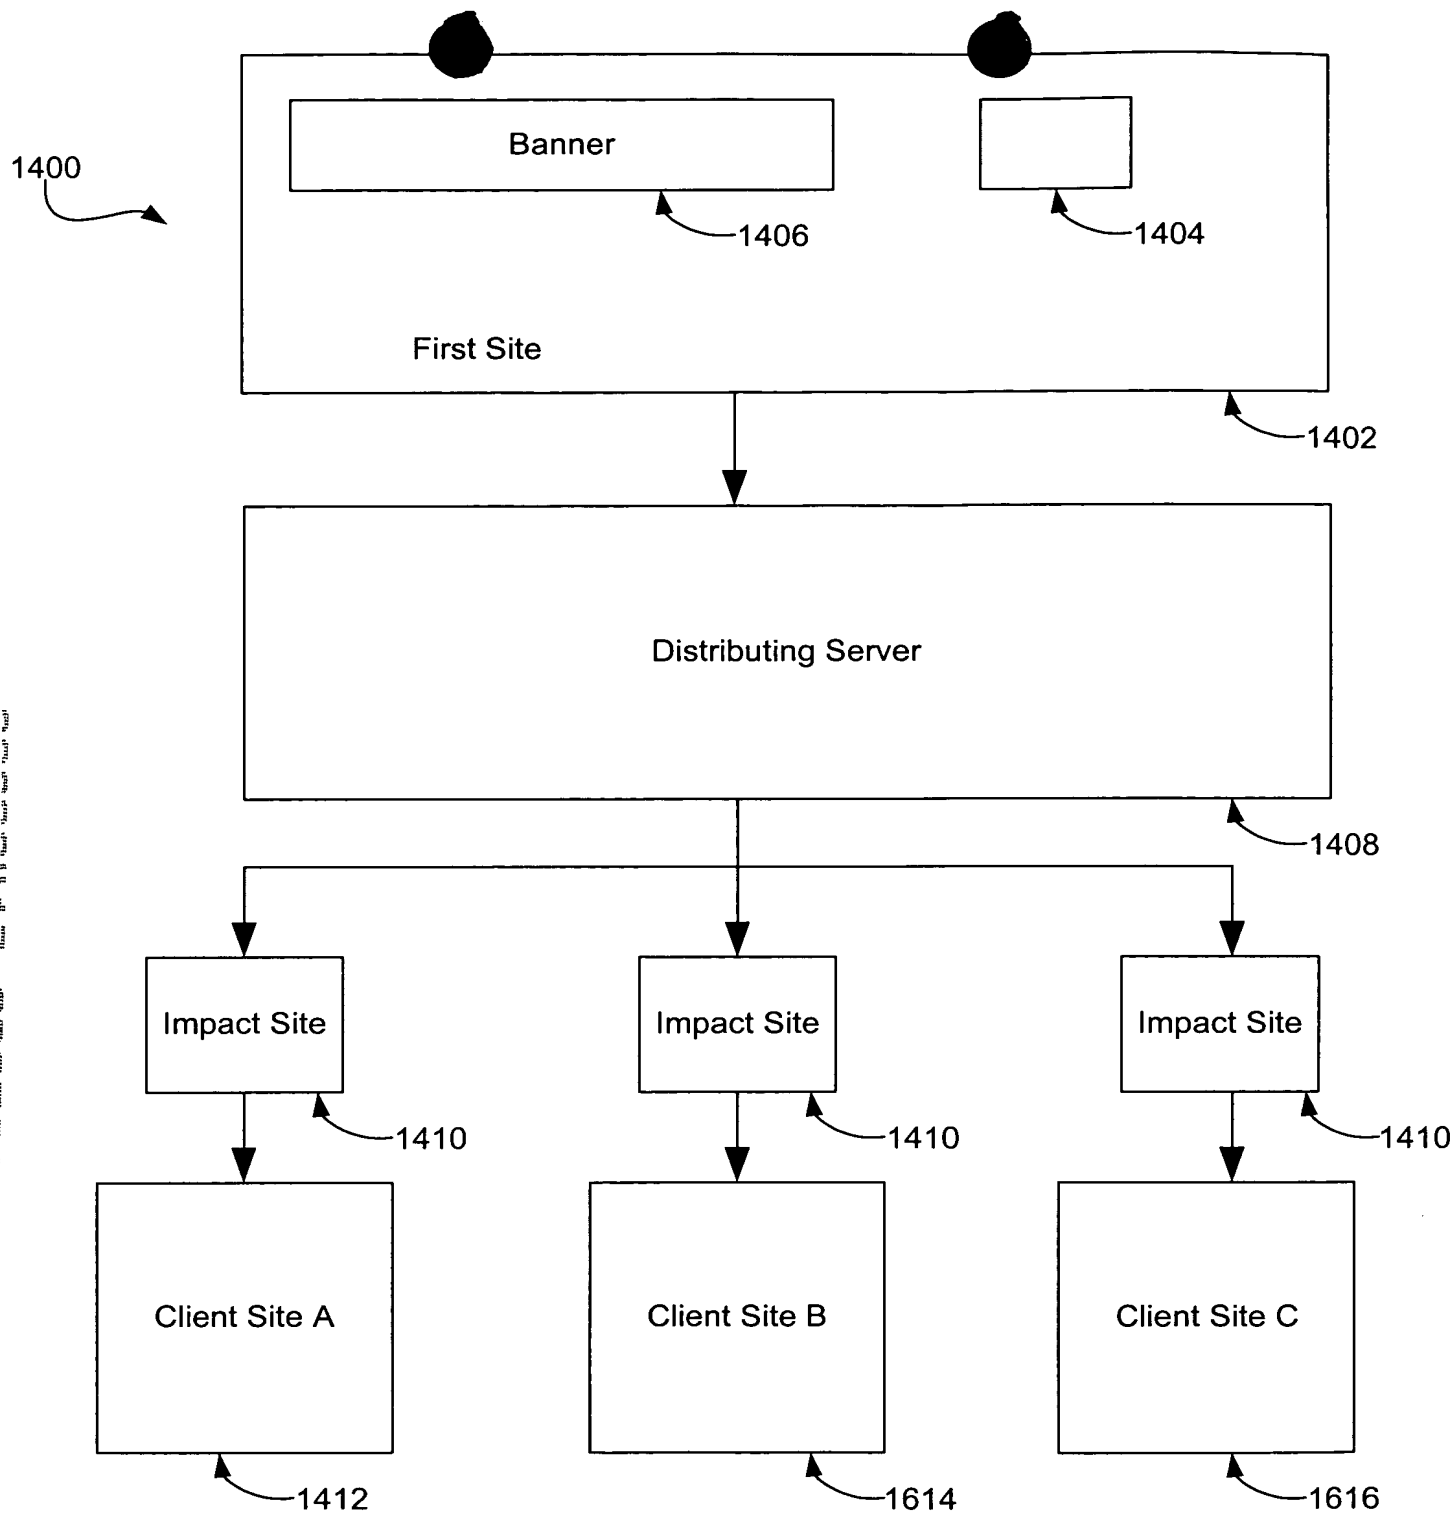 Banner
1400
1406
1404
First Site
1402
Distributing Server
1408
Impact Site
Impact Site
Impact Site
1410
1410
1410
Client Site A
Client Site B
Client Site C
1412
1614
1616